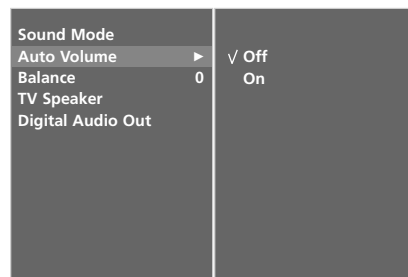 Sound Mode
Auto Volume ►
Balance 0
TV Speaker
Digital Audio Out
√ Off
On